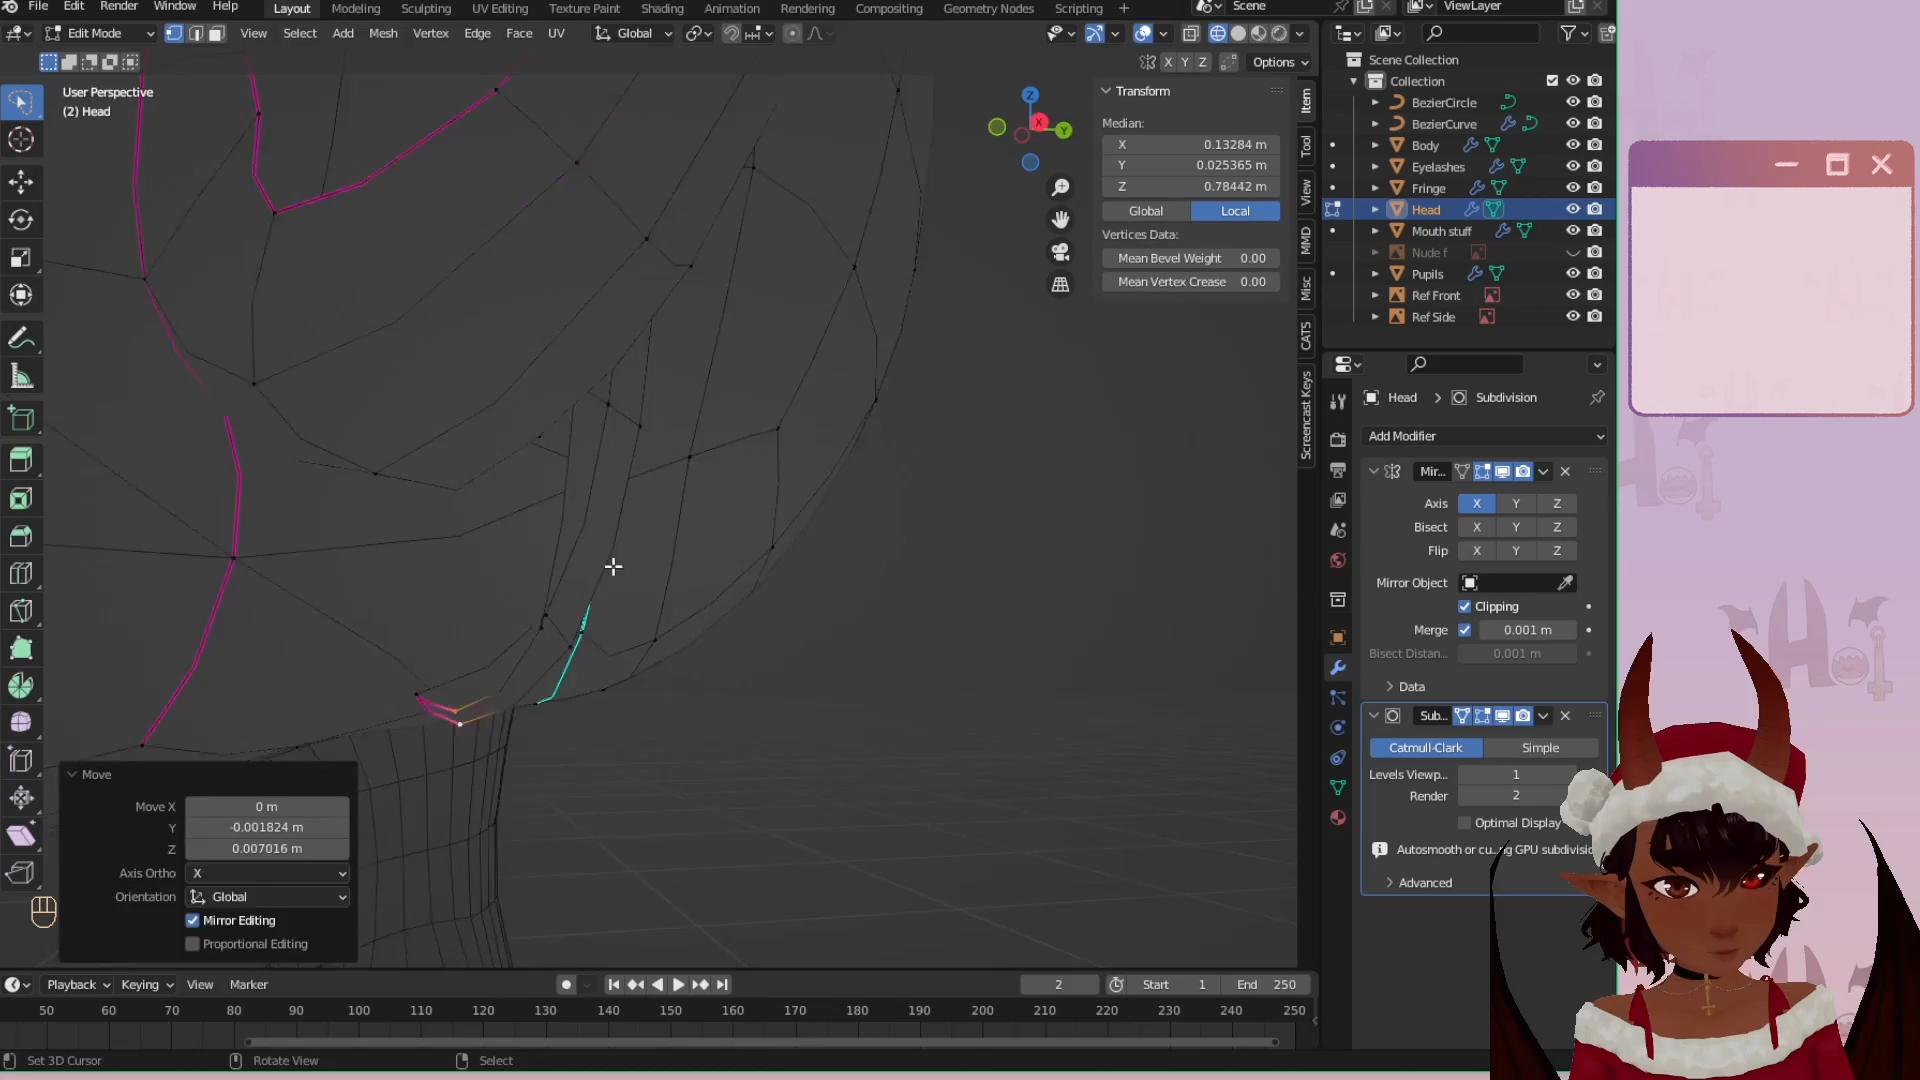 File Edit Render Window Help Layout Modeling Sculpting UV Editing Texture Paint Shading Animation Rendering Compositing Geometry Nodes Scripting + Scene ViewLayer
Edit Mode View Select Add Mesh Vertex Edge Face UV Global
X Y Z Options
User Perspective
(2) Head
Z
X
Y
Transform
Median:
X 0.13284 m
Y 0.025365 m
Z 0.78442 m
Global Local
Vertices Data:
Mean Bevel Weight 0.00
Mean Vertex Crease 0.00
Item
Tool
View
MMD
Misc
CATS
Screencast Keys
Scene Collection
Collection
BezierCircle
BezierCurve
Body
Eyelashes
Fringe
Head
Mouth stuff
Nude f
Pupils
Ref Front
Ref Side
Head > Subdivision
Add Modifier
Mir...
Axis X Y Z
Bisect X Y Z
Flip X Y Z
Mirror Object
Clipping
Merge 0.001 m
Bisect Distan... 0.001 m
Data
Sub...
Catmull-Clark Simple
Levels Viewp... 1
Render 2
Optimal Display
Autosmooth or cu...ng GPU subdivisio
Advanced
Move
Move X 0 m
Y -0.001824 m
Z 0.007016 m
Axis Ortho X
Orientation Global
Mirror Editing
Proportional Editing
Playback Keying View Marker 2 Start 1 End 250
50 60 70 80 90 100 110 120 130 140 150 160 170 180 190 200 210 220 230 240 250
Set 3D Cursor Rotate View Select